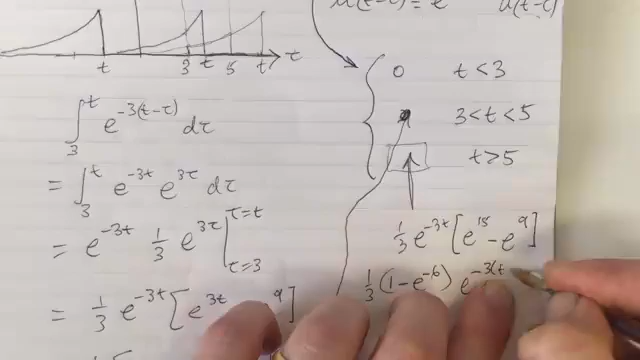 u(t-τ) = e u(t-τ)
t 3 t 5 t τ
0 t < 3
3 < t < 5
t > 5
∫₃ᵗ e^{-3(t-τ)} dτ
= ∫₃ᵗ e^{-3t} e^{3τ} dτ
= e^{-3t} 1/3 e^{3τ} |_{τ=3}^{τ=t}
= 1/3 e^{-3t} [e^{3t} 9]
1/3 e^{-3t} [e^{15} - e^{9}]
1/3 (1 - e^{-6}) e^{-3(t